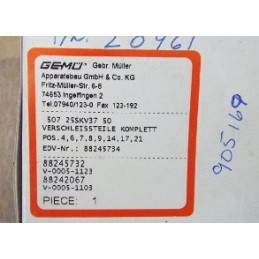 P/N. 20961
GEMÜ® Gebr. Müller
Apparatebau GmbH & Co. KG
Fritz-Müller-Str. 6-8
74653 Ingelfingen 2
Tel.07940/123-0 Fax 123-192
507 25SKV37 50
VERSCHLEISSTEILE KOMPLETT
POS.4,6,7,8,9,14,17,21
EDV-Nr.: 88245734
88245732
V-0005-1123
88242067
V-0005-1103
PIECE: 1
905169